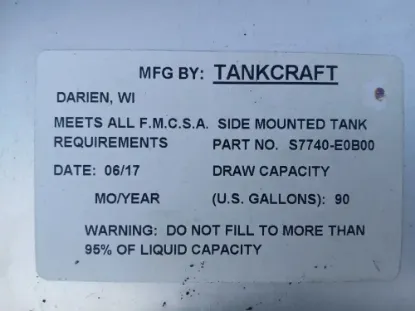 MFG BY: TANKCRAFT
DARIEN, WI
MEETS ALL F.M.C.S.A. SIDE MOUNTED TANK
REQUIREMENTS PART NO. S7740-E0B00
DATE: 06/17 DRAW CAPACITY
MO/YEAR (U.S. GALLONS): 90
WARNING: DO NOT FILL TO MORE THAN
95% OF LIQUID CAPACITY